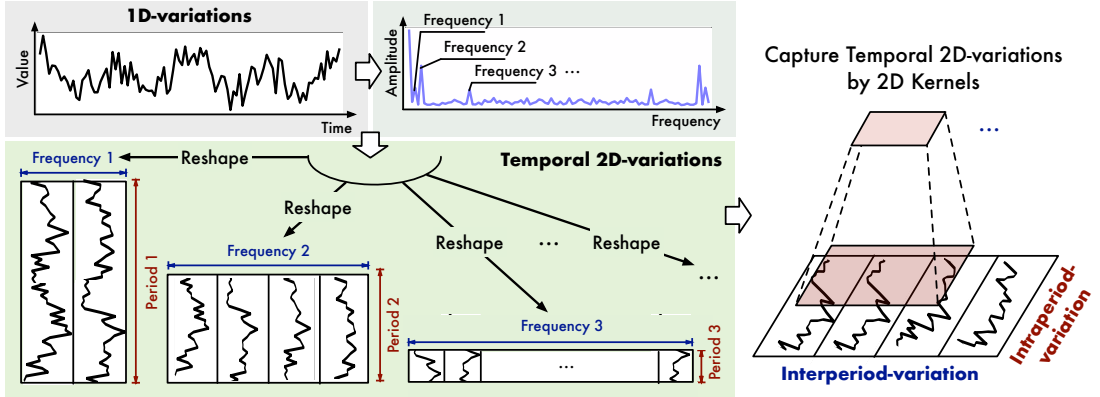 1D-variations
Value
Time
Amplitude
Frequency 1
Frequency 2
Frequency 3 ...
Frequency
Temporal 2D-variations
Frequency 1
Reshape
Period 1
Reshape
Frequency 2
Period 2
Reshape
...
Reshape
...
Frequency 3
...
Period 3
Capture Temporal 2D-variations
by 2D Kernels
...
Interperiod-variation
Intraperiod-
variation